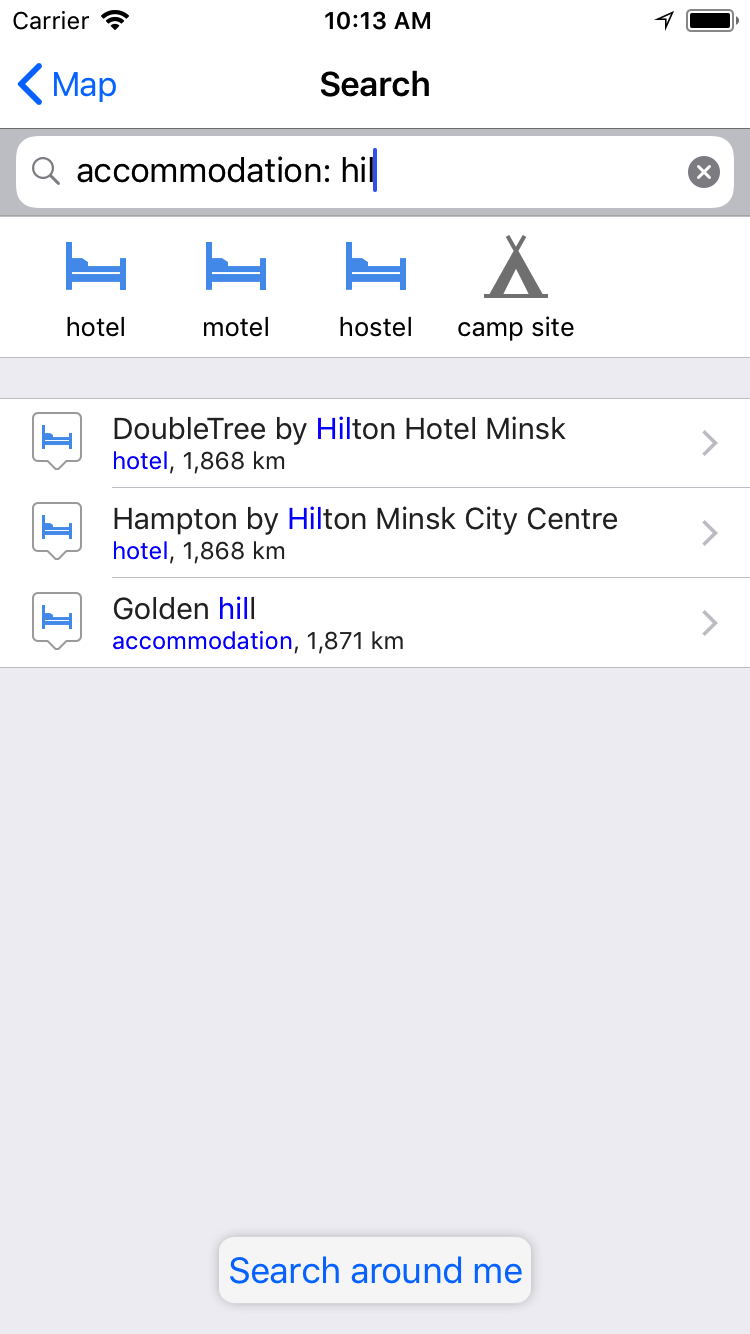 Carrier 10:13 AM
Map Search
accommodation: hil
hotel motel hostel camp site
DoubleTree by Hilton Hotel Minsk
hotel, 1,868 km
Hampton by Hilton Minsk City Centre
hotel, 1,868 km
Golden hill
accommodation, 1,871 km
Search around me